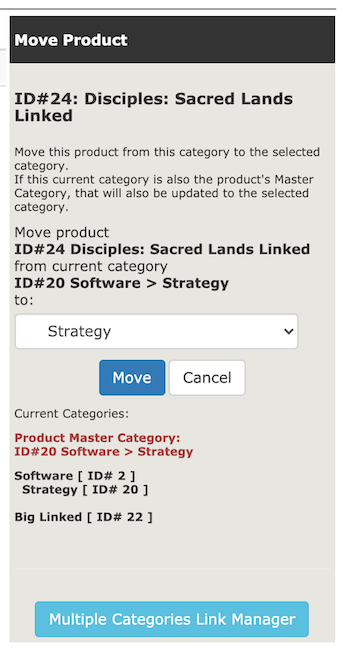 Move Product
ID#24: Disciples: Sacred Lands
Linked
Move this product from this category to the selected
category.
If this current category is also the product's Master
Category, that will also be updated to the selected
category.
Move product
ID#24 Disciples: Sacred Lands Linked
from current category
ID#20 Software > Strategy
to:
Strategy
Move Cancel
Current Categories:
Product Master Category:
ID#20 Software > Strategy
Software [ ID# 2 ]
Strategy [ ID# 20 ]
Big Linked [ ID# 22 ]
Multiple Categories Link Manager